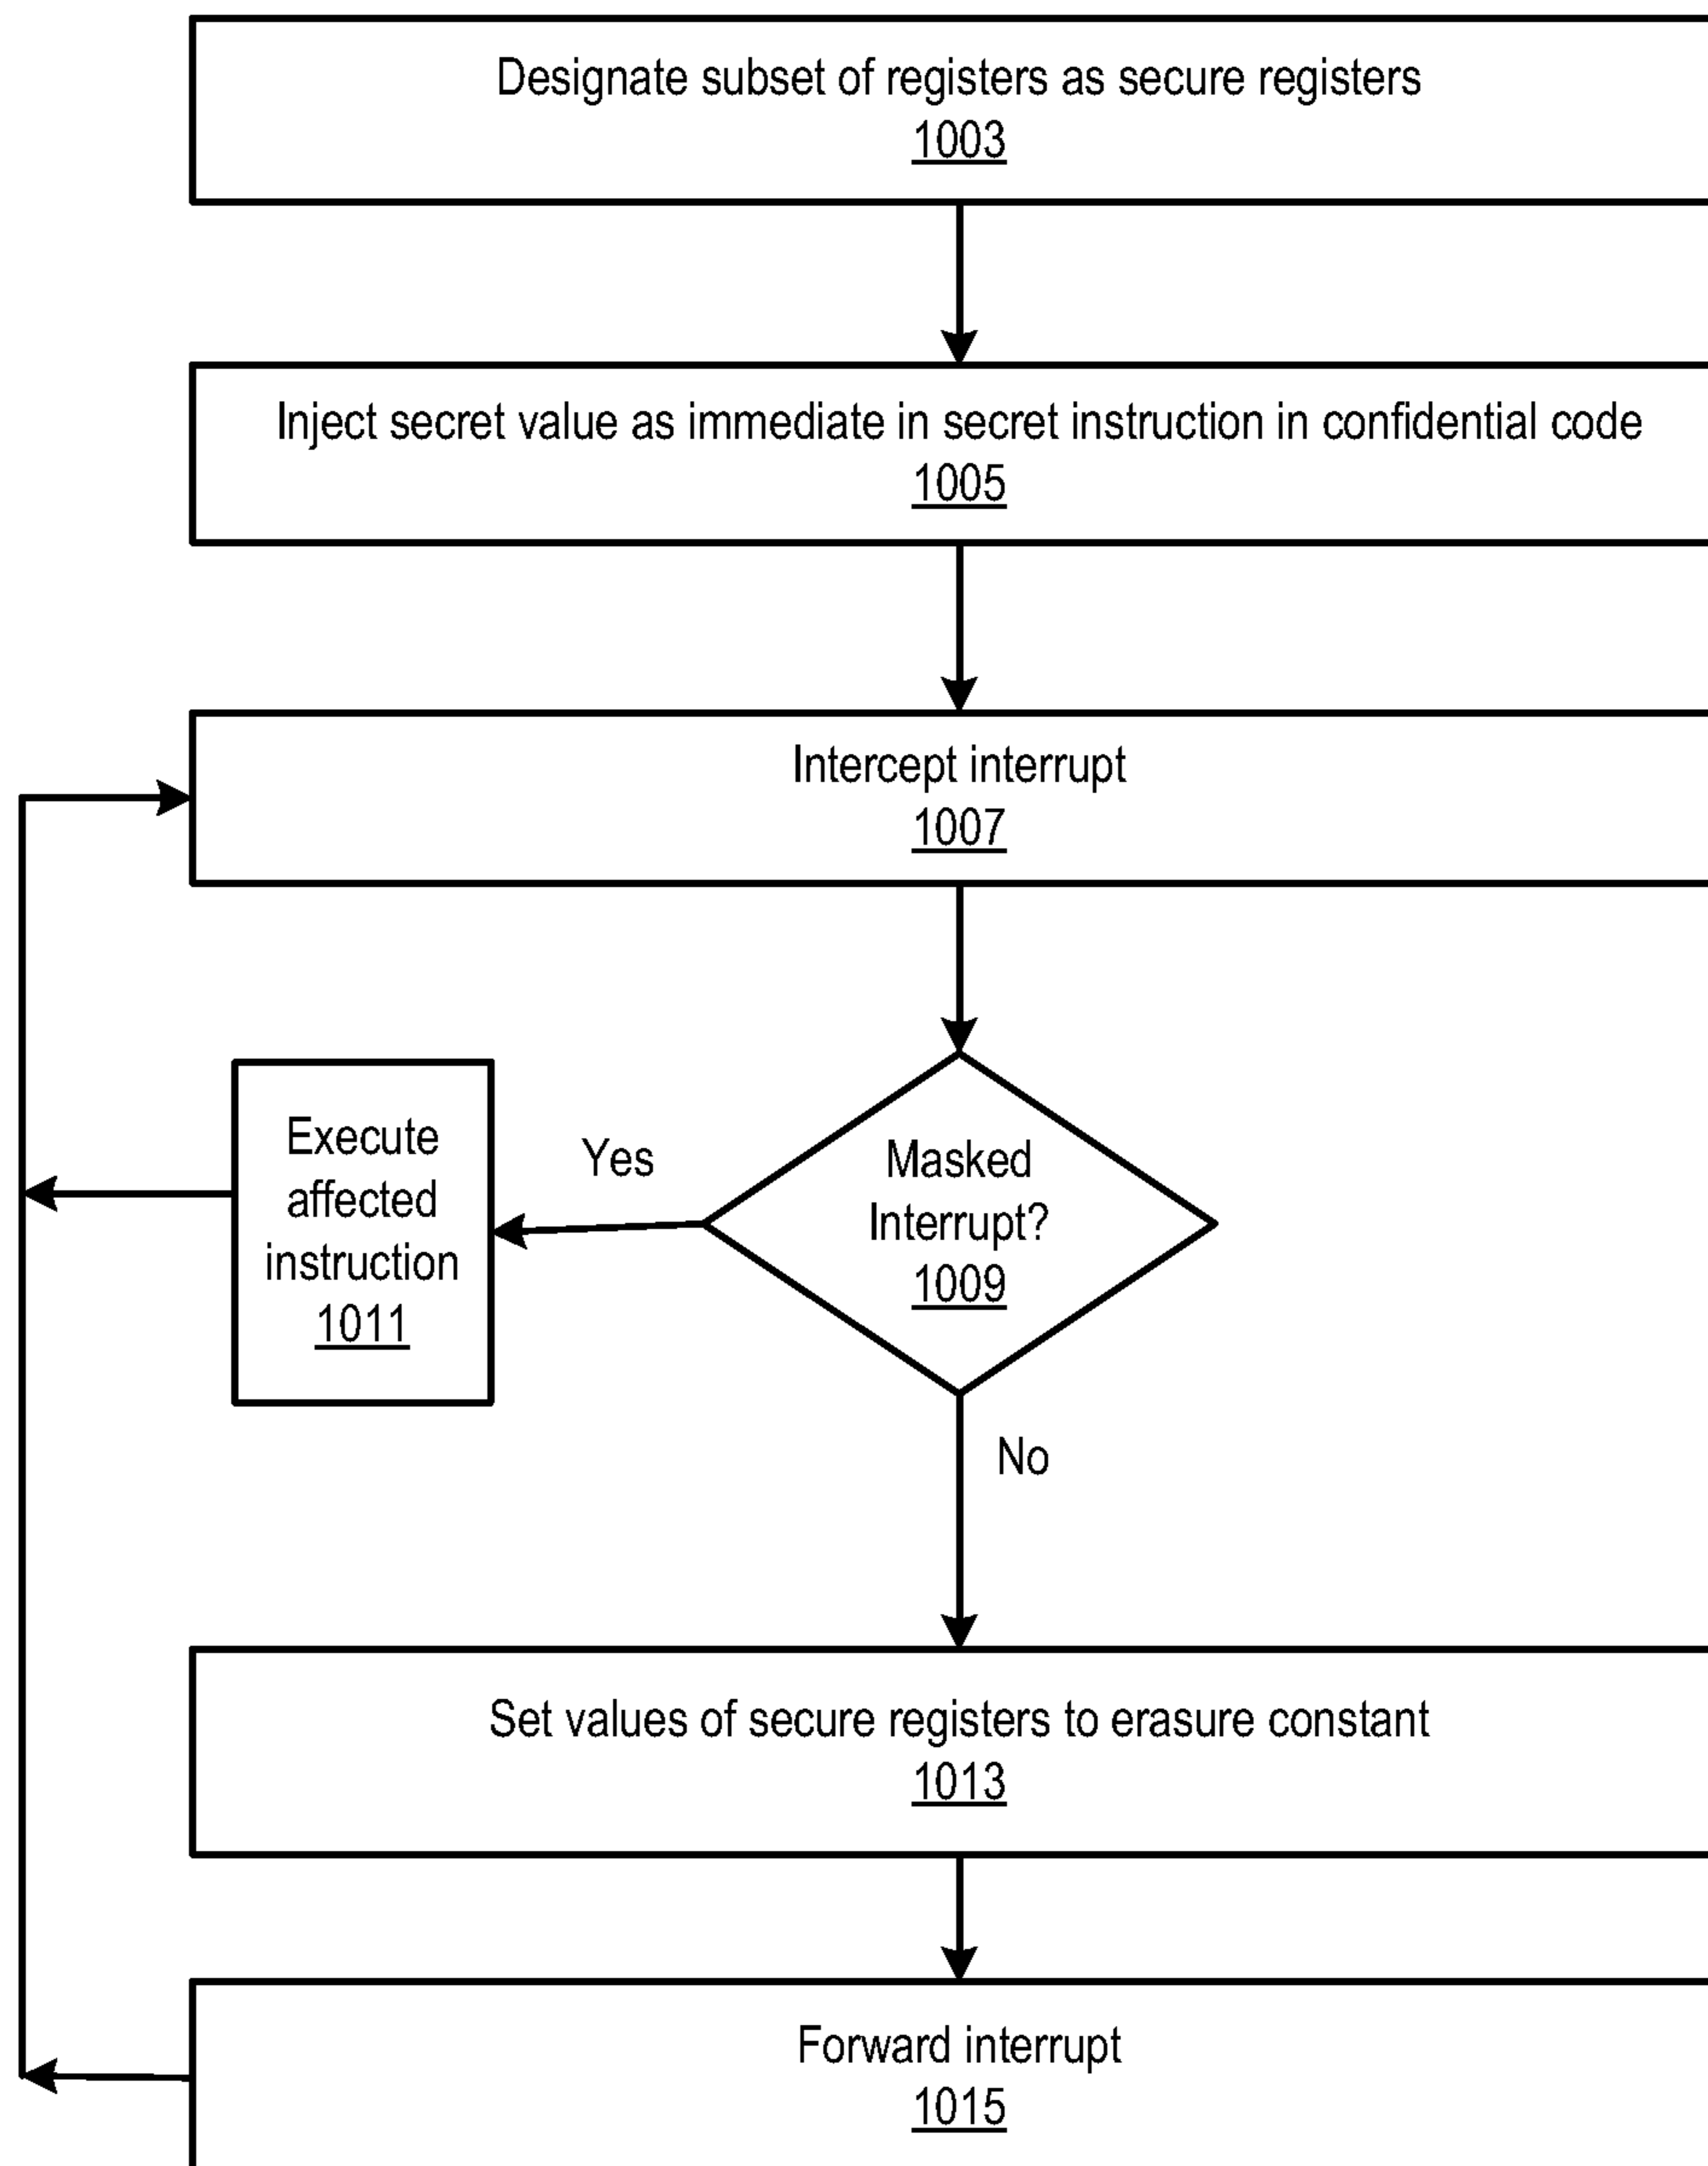 Designate subset of registers as secure registers
1003
Inject secret value as immediate in secret instruction in confidential code
1005
Intercept interrupt
1007
Masked
Interrupt?
1009
Yes
Execute
affected
instruction
1011
No
Set values of secure registers to erasure constant
1013
Forward interrupt
1015